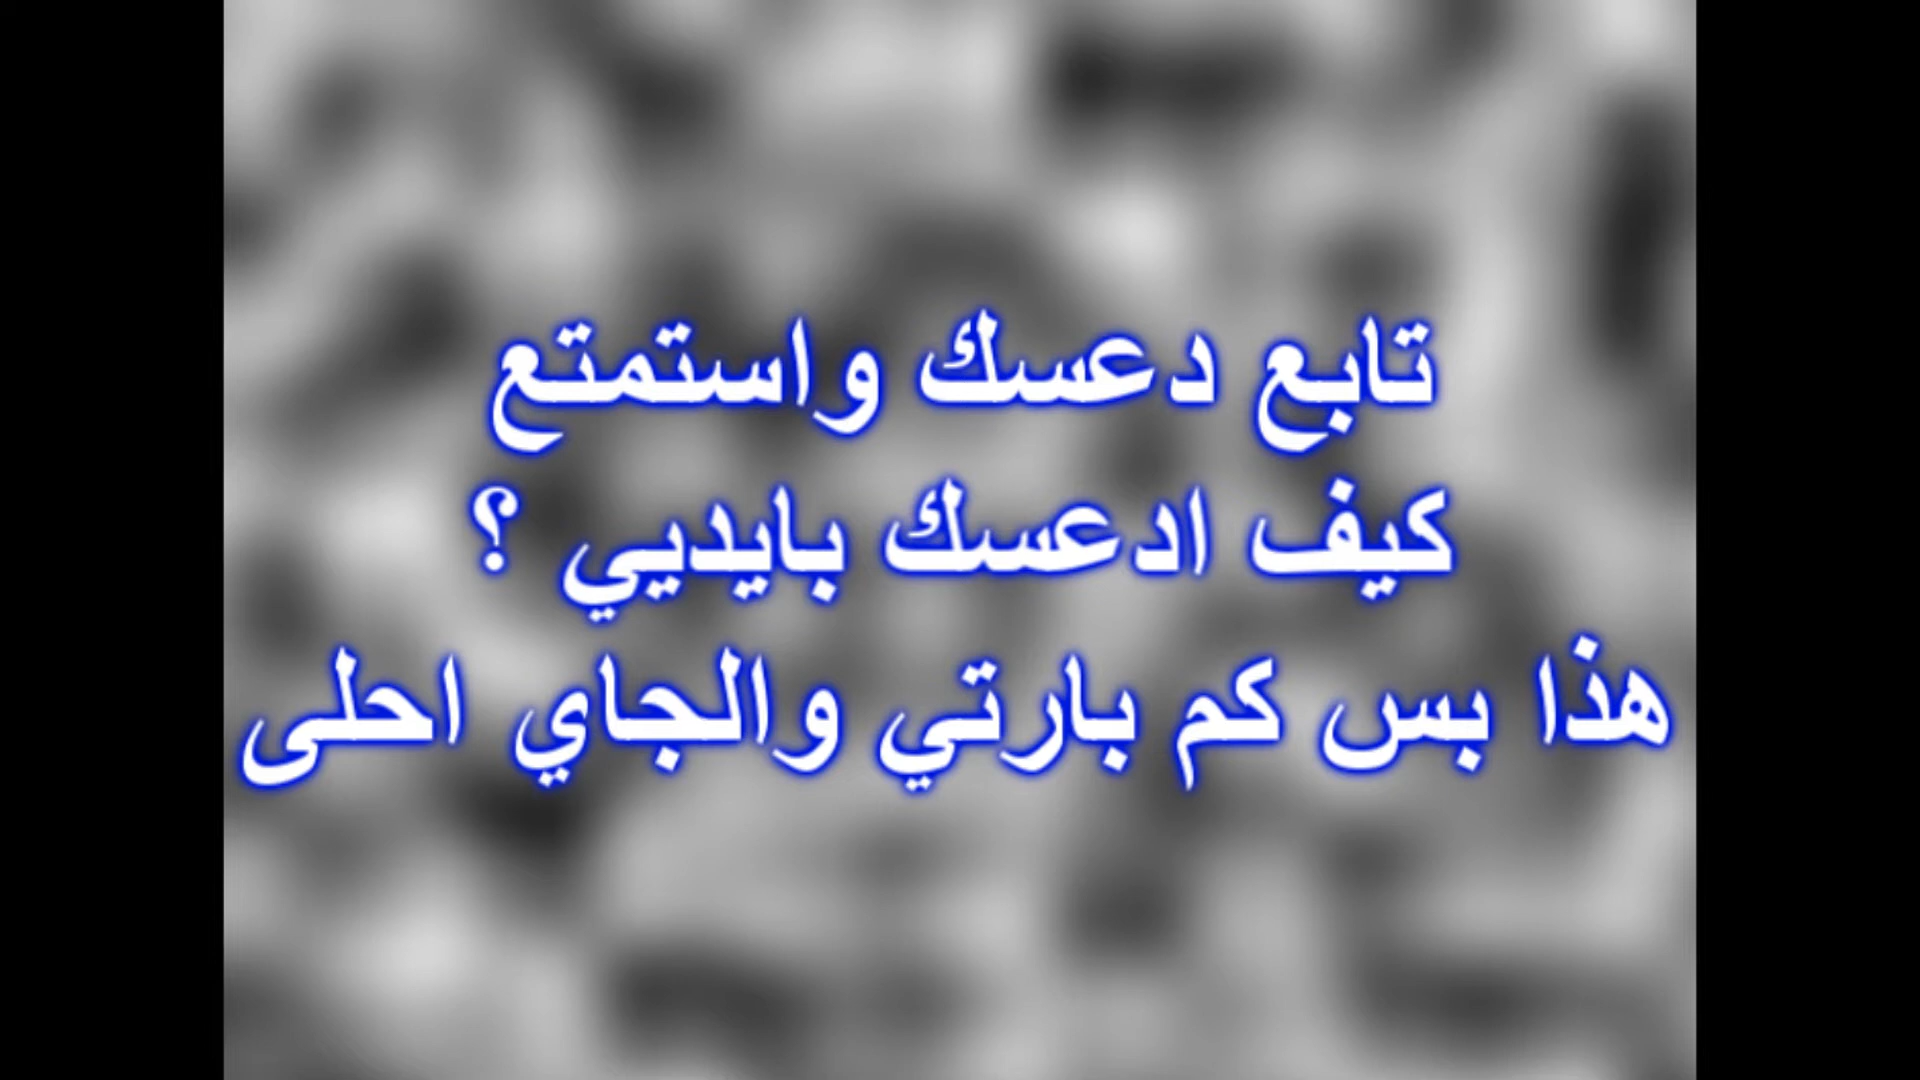 تابع دعسك واستمتع
كيف ادعسك بايديي ؟
هذا بس كم بارتي والجاي احلى